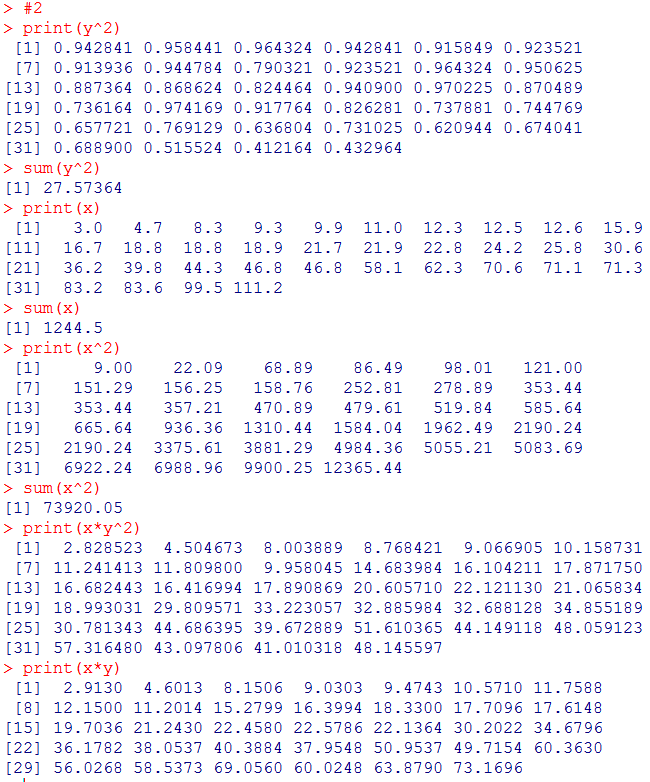 > #2
> print(y^2)
 [1] 0.942841 0.958441 0.964324 0.942841 0.915849 0.923521
 [7] 0.913936 0.944784 0.790321 0.923521 0.964324 0.950625
[13] 0.887364 0.868624 0.824464 0.940900 0.970225 0.870489
[19] 0.736164 0.974169 0.917764 0.826281 0.737881 0.744769
[25] 0.657721 0.769129 0.636804 0.731025 0.620944 0.674041
[31] 0.688900 0.515524 0.412164 0.432964
> sum(y^2)
[1] 27.57364
> print(x)
 [1]   3.0   4.7   8.3   9.3   9.9  11.0  12.3  12.5  12.6  15.9
[11]  16.7  18.8  18.8  18.9  21.7  21.9  22.8  24.2  25.8  30.6
[21]  36.2  39.8  44.3  46.8  46.8  58.1  62.3  70.6  71.1  71.3
[31]  83.2  83.6  99.5 111.2
> sum(x)
[1] 1244.5
> print(x^2)
 [1]     9.00    22.09    68.89    86.49    98.01   121.00
 [7]   151.29   156.25   158.76   252.81   278.89   353.44
[13]   353.44   357.21   470.89   479.61   519.84   585.64
[19]   665.64   936.36  1310.44  1584.04  1962.49  2190.24
[25]  2190.24  3375.61  3881.29  4984.36  5055.21  5083.69
[31]  6922.24  6988.96  9900.25 12365.44
> sum(x^2)
[1] 73920.05
> print(x*y^2)
 [1]  2.828523  4.504673  8.003889  8.768421  9.066905 10.158731
 [7] 11.241413 11.809800  9.958045 14.683984 16.104211 17.871750
[13] 16.682443 16.416994 17.890869 20.605710 22.121130 21.065834
[19] 18.993031 29.809571 33.223057 32.885984 32.688128 34.855189
[25] 30.781343 44.686395 39.672889 51.610365 44.149118 48.059123
[31] 57.316480 43.097806 41.010318 48.145597
> print(x*y)
 [1]  2.9130  4.6013  8.1506  9.0303  9.4743 10.5710 11.7588
 [8] 12.1500 11.2014 15.2799 16.3994 18.3300 17.7096 17.6148
[15] 19.7036 21.2430 22.4580 22.5786 22.1364 30.2022 34.6796
[22] 36.1782 38.0537 40.3884 37.9548 50.9537 49.7154 60.3630
[29] 56.0268 58.5373 69.0560 60.0248 63.8790 73.1696